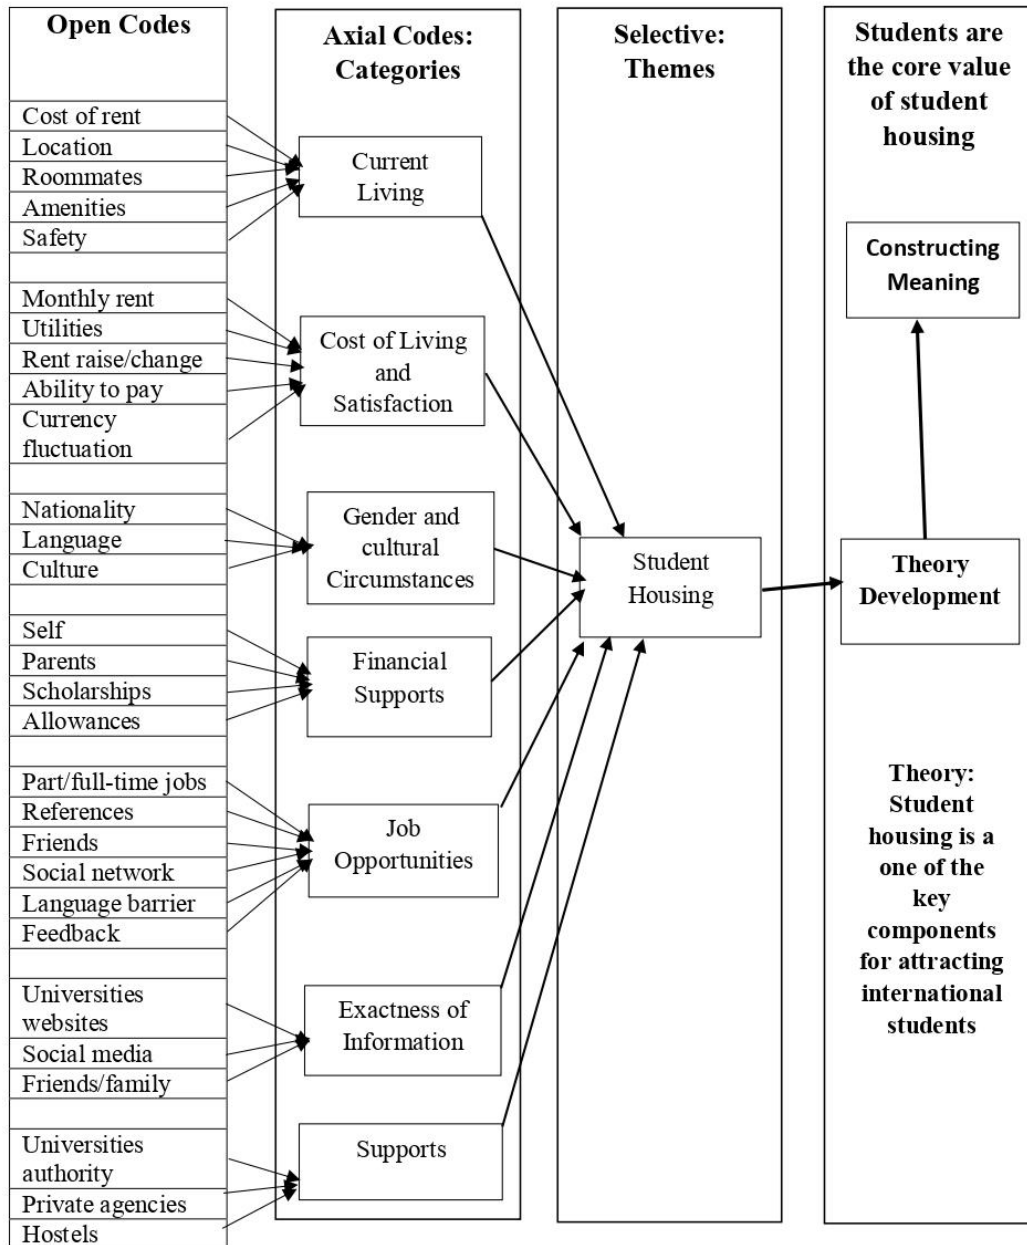 Open Codes
Cost of rent
Location
Roommates
Amenities
Safety
Monthly rent
Utilities
Rent raise/change
Ability to pay
Currency
fluctuation
Nationality
Language
Culture
Self
Parents
Scholarships
Allowances
Part/full-time jobs
References
Friends
Social network
Language barrier
Feedback
Universities
websites
Social media
Friends/family
Universities
authority
Private agencies
Hostels
Axial Codes:
Categories
Current
Living
Cost of Living
and
Satisfaction
Gender and
cultural
Circumstances
Financial
Supports
Job
Opportunities
Exactness of
Information
Supports
Selective:
Themes
Student
Housing
Students are
the core value
of student
housing
Constructing
Meaning
Theory
Development
Theory:
Student
housing is a
one of the
key
components
for attracting
international
students